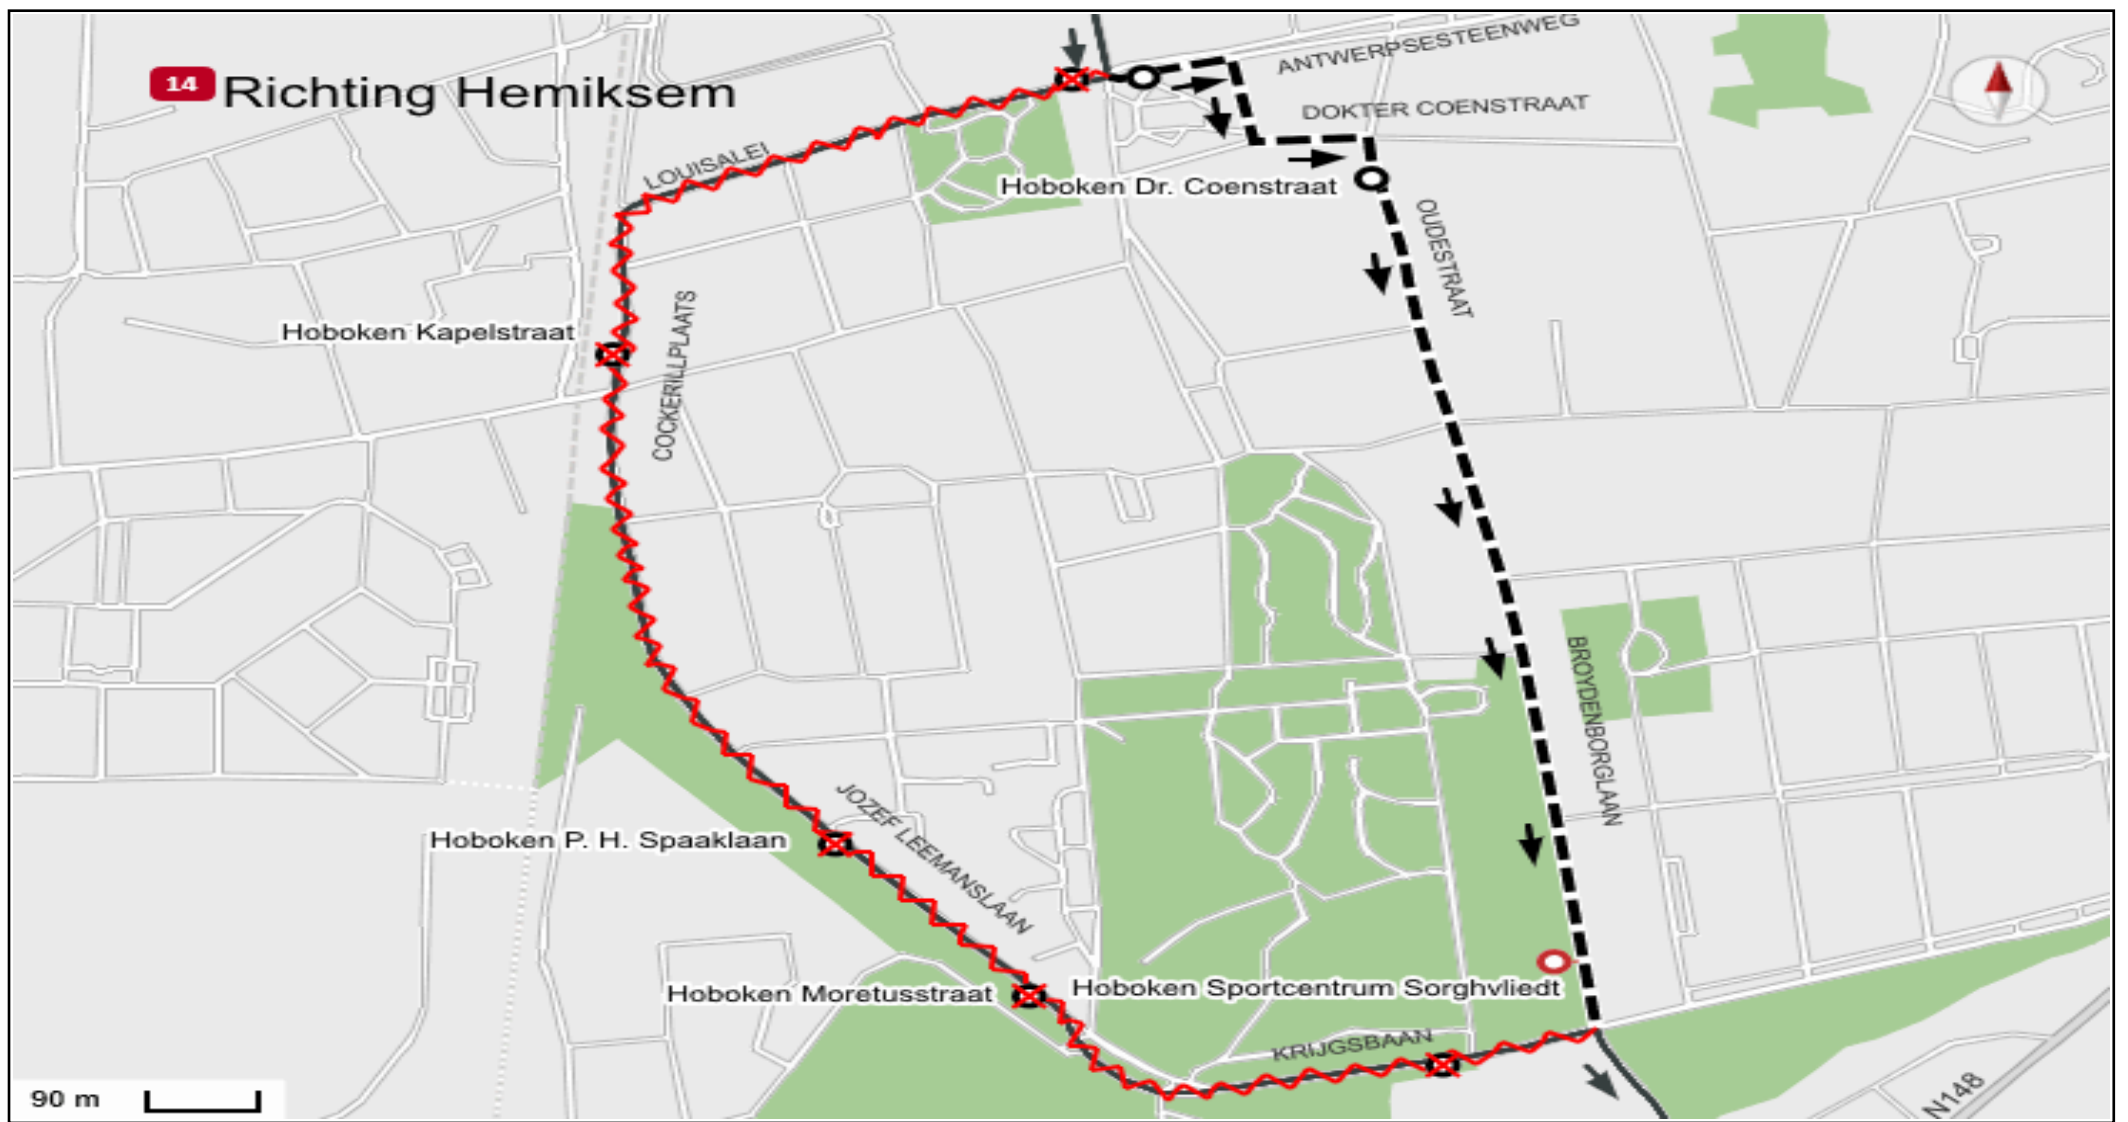 ANTWERPSESTEENWEG
14 Richting Hemiksem
DOKTER COENSTRAAT
LOUISALEI
Hoboken Dr. Coenstraat
OUDESTRAAT
Hoboken Kapelstraat
COCKERILLPLAATS
BROYDENBORGLAAN
JOZEF LEEMANSLAAN
Hoboken P. H. Spaaklaan
Hoboken Moretusstraat
Hoboken Sportcentrum Sorghvliedt
KRIJGSBAAN
90 m
N148